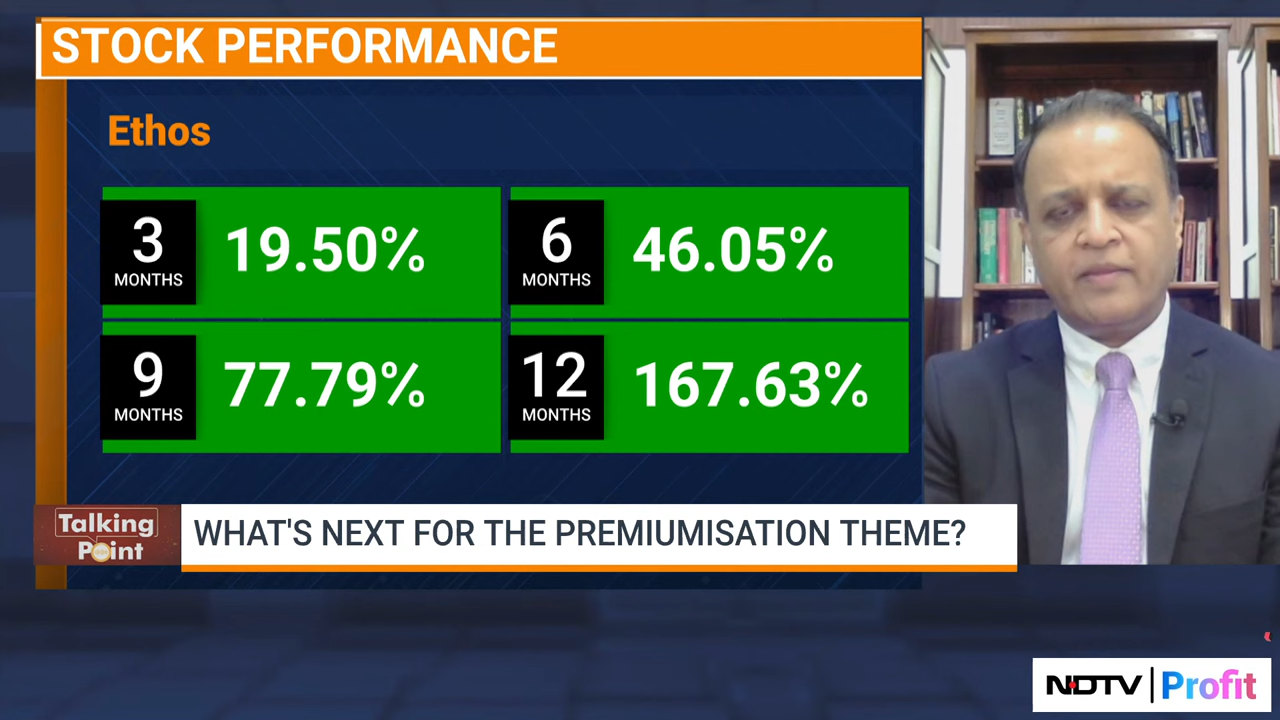 STOCK PERFORMANCE
Ethos
3
MONTHS
19.50%
6
MONTHS
46.05%
9
MONTHS
77.79%
12
MONTHS
167.63%
Talking
Point
WHAT'S NEXT FOR THE PREMIUMISATION THEME?
NDTV Profit